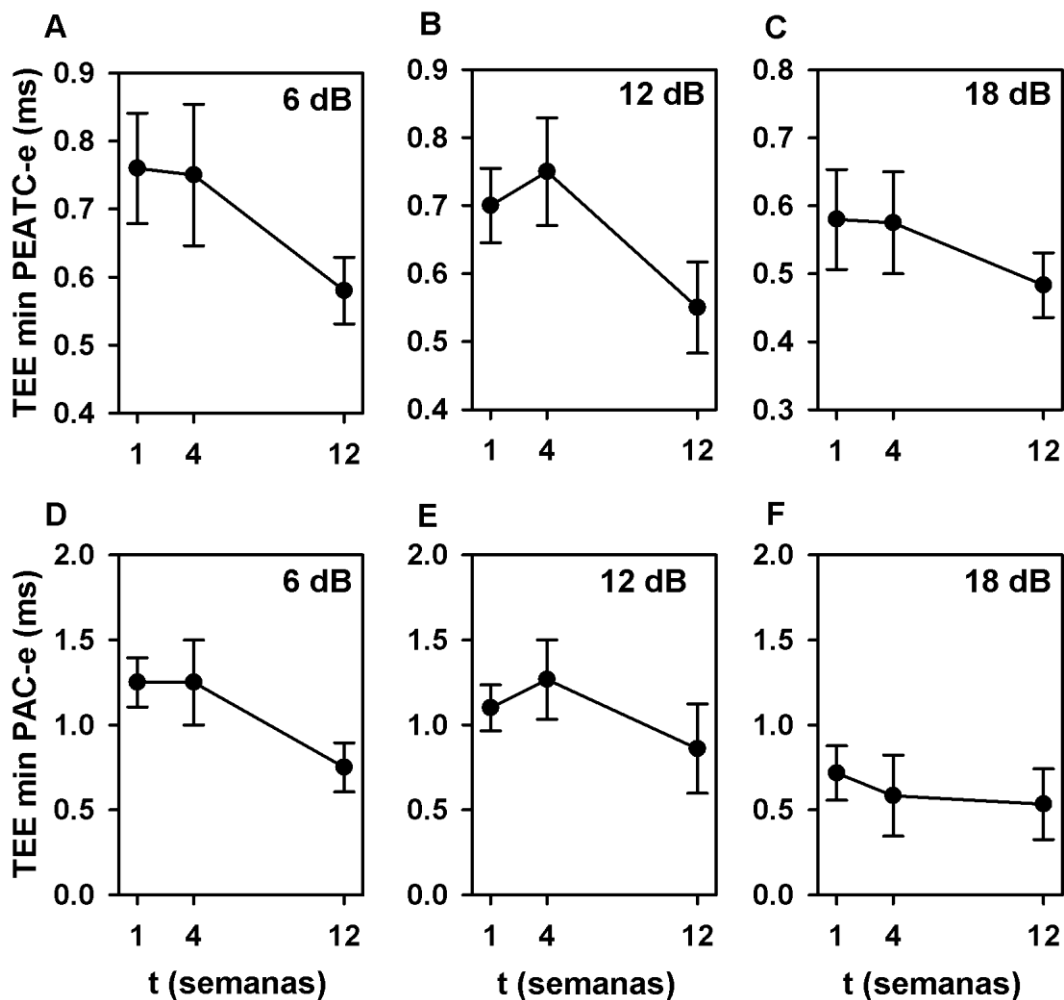 A
B
C
TEE min PEATC-e (ms)
0.9
0.8
0.7
0.6
0.5
0.4
6 dB
1 4 12
0.9
0.8
0.7
0.6
0.5
0.4
12 dB
1 4 12
0.8
0.7
0.6
0.5
0.4
0.3
18 dB
1 4 12
D
E
F
TEE min PAC-e (ms)
2.0
1.5
1.0
0.5
0.0
6 dB
1 4 12
t (semanas)
2.0
1.5
1.0
0.5
0.0
12 dB
1 4 12
t (semanas)
2.0
1.5
1.0
0.5
0.0
18 dB
1 4 12
t (semanas)